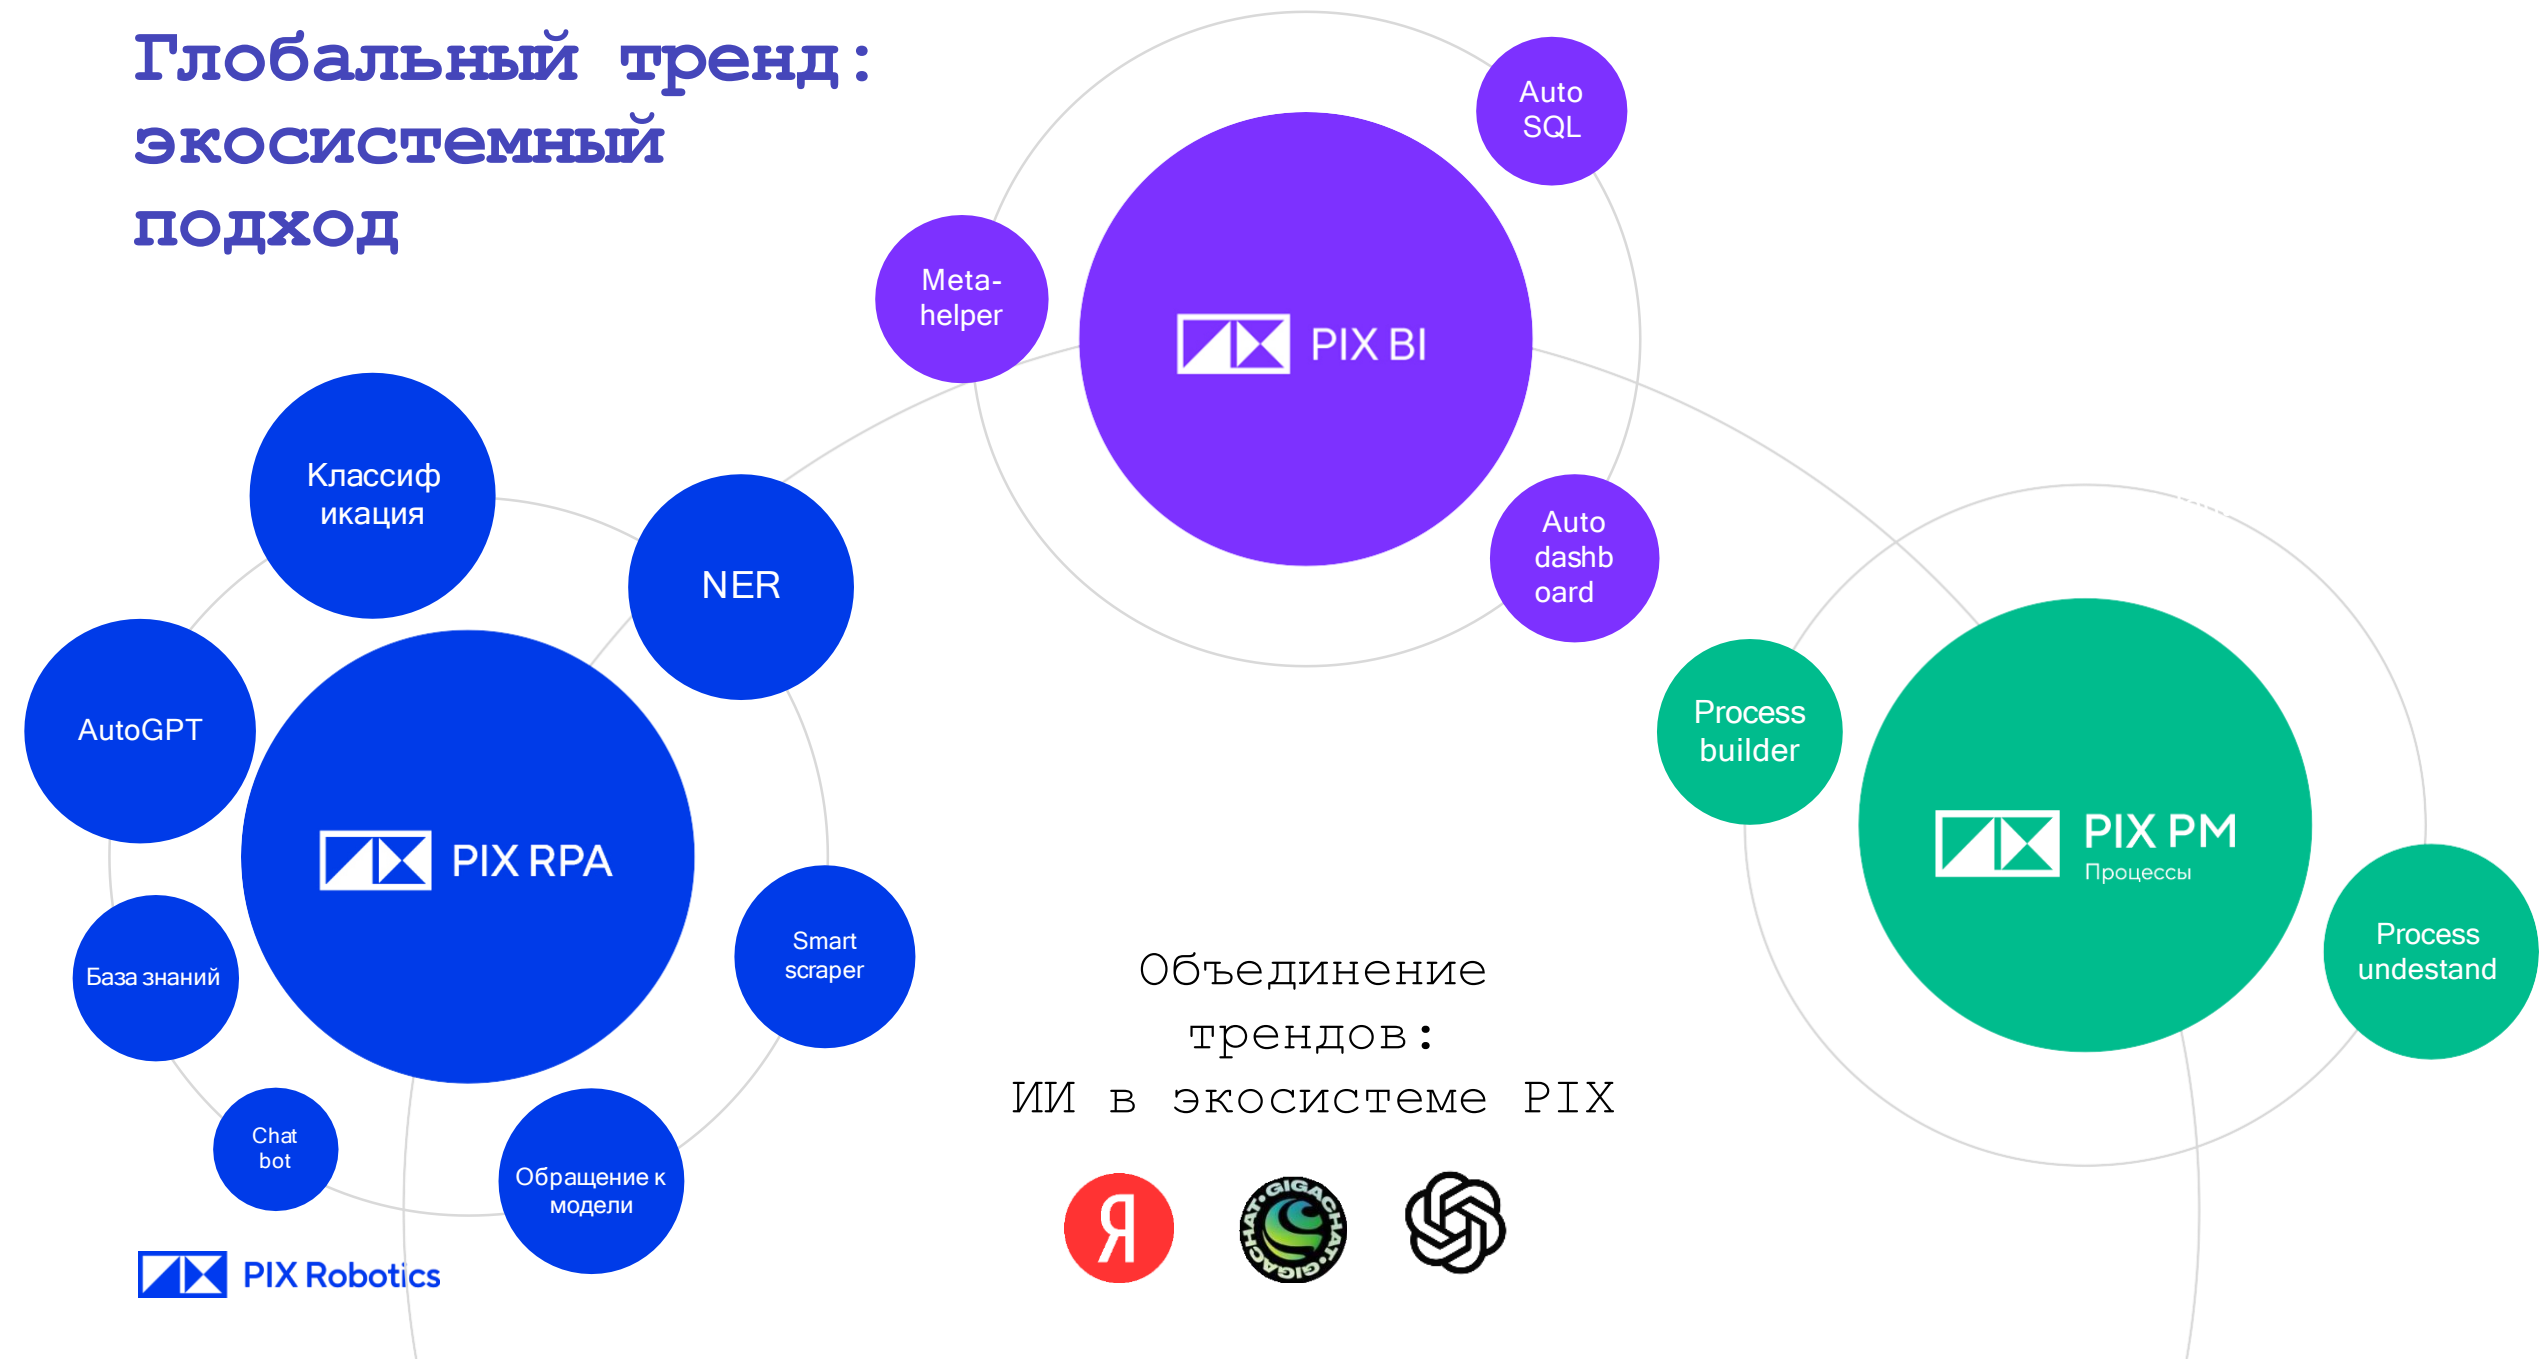 Глобальный тренд:
экосистемный
подход
Auto
SQL
Meta-
helper
PIX BI
Auto
dashb
oard
Классиф
икация
NER
AutoGPT
PIX RPA
База знаний
Smart
scraper
Chat
bot
Обращение к
модели
Process
builder
PIX PM
Процессы
Process
undestand
Объединение
трендов:
ИИ в экосистеме PIX
Я
GIGACHAT·GIGACHAT·GIGACHAT
PIX Robotics